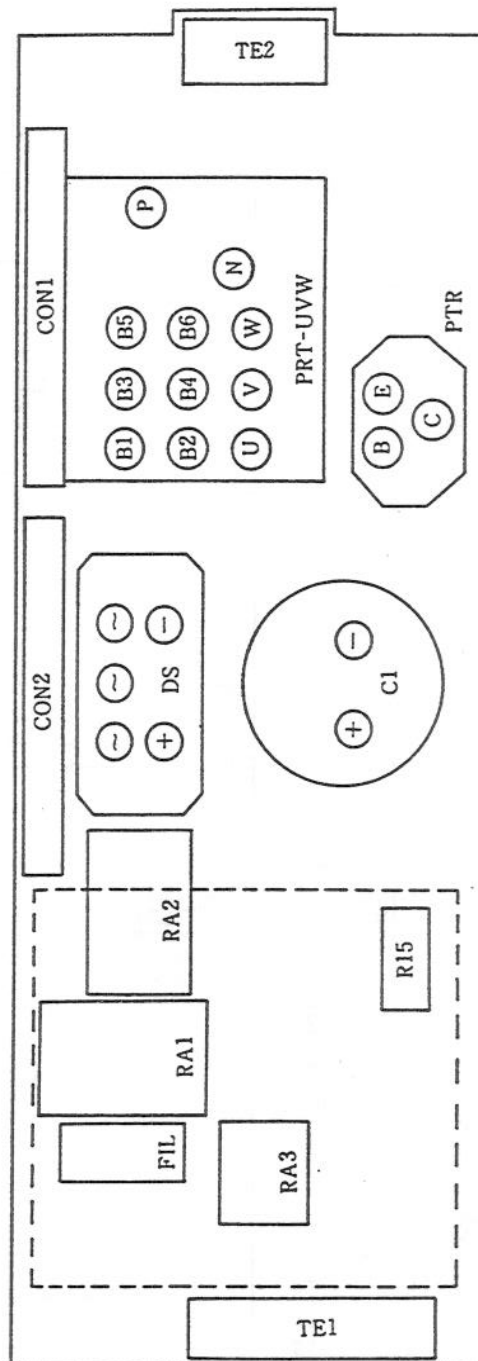 TE2
CON1
P
N
B5
B6
W
B3
B4
V
B1
B2
U
PRT-UVW
PTR
E
B
C
CON2
~
−
~
DS
~
+
−
C1
+
RA2
R15
RA1
FIL
RA3
TE1